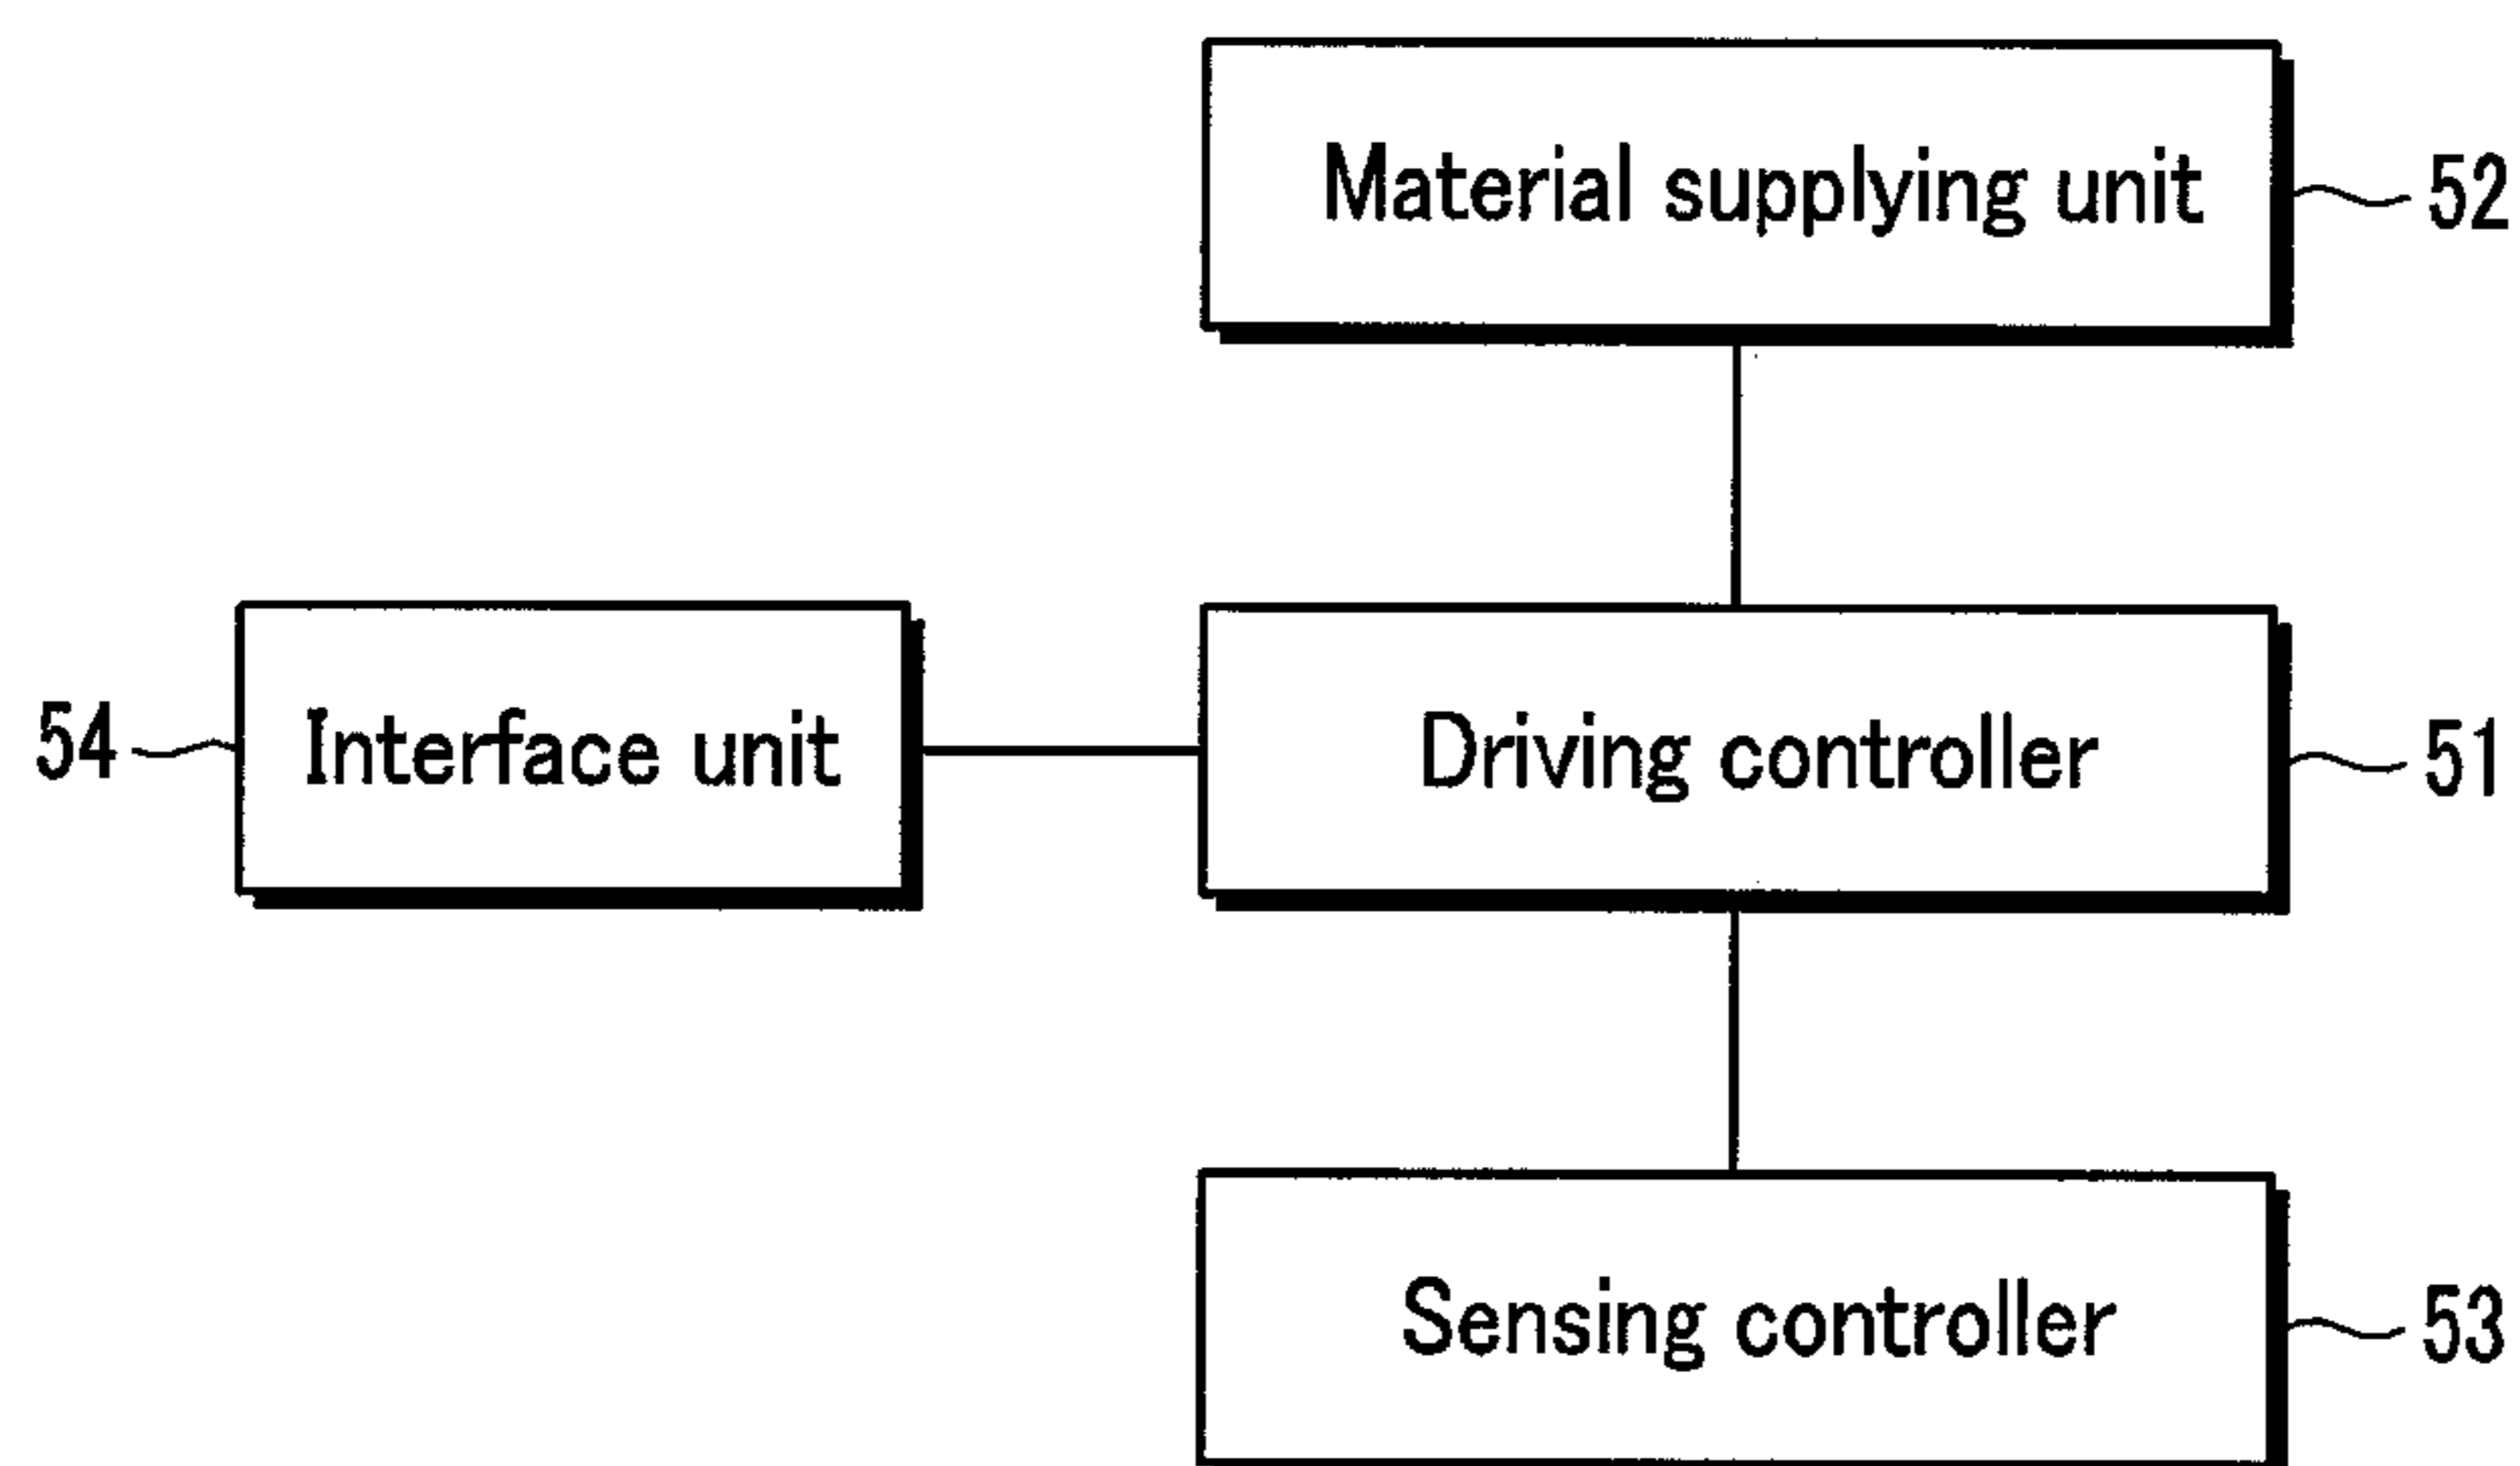 Material supplying unit 52
54 Interface unit Driving controller 51
Sensing controller 53